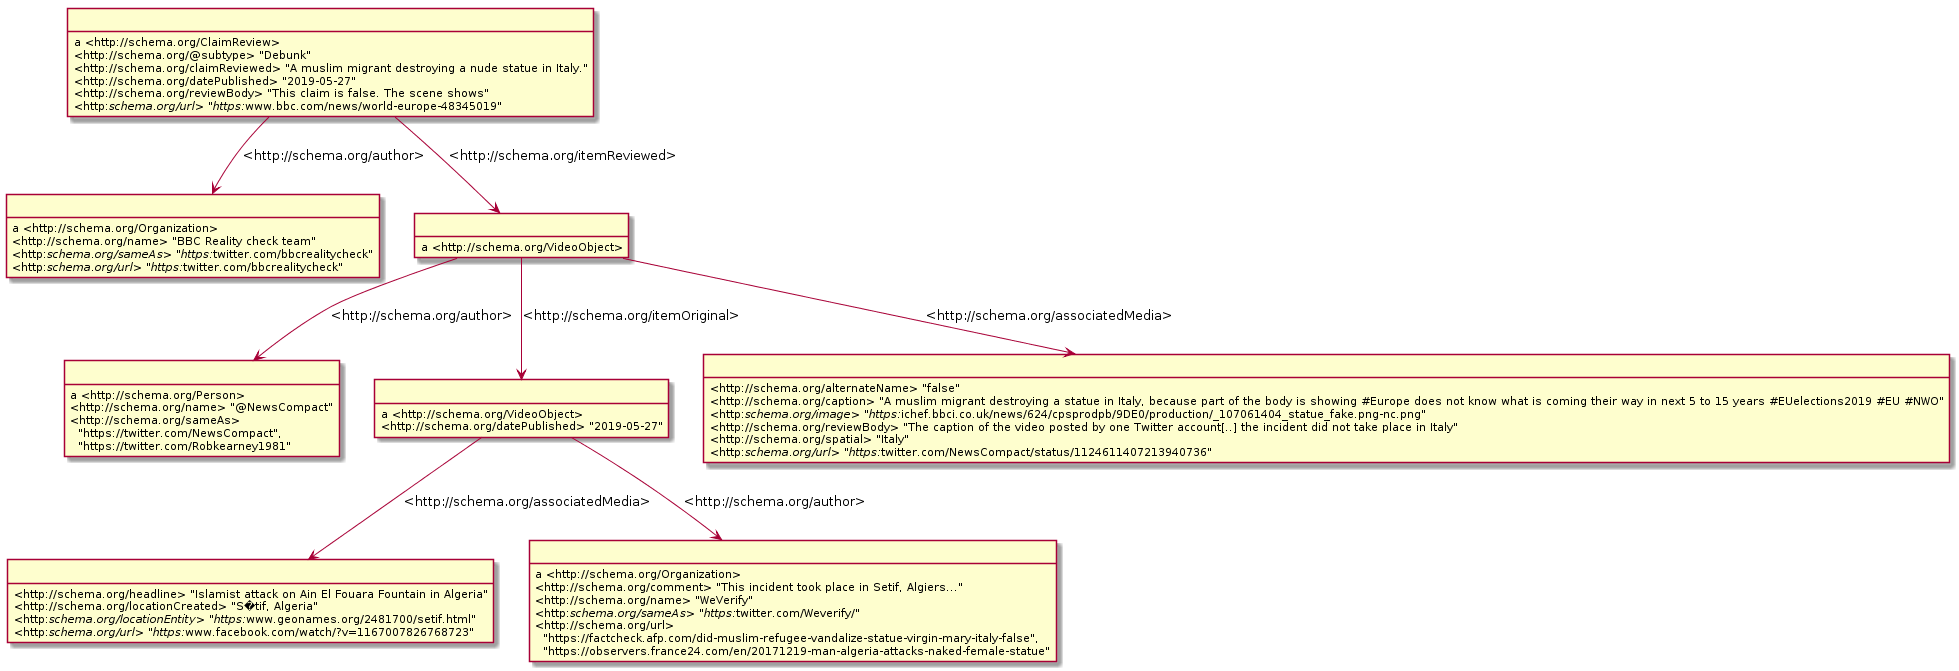 a <http://schema.org/ClaimReview>
<http://schema.org/@subtype> "Debunk"
<http://schema.org/claimReviewed> "A muslim migrant destroying a nude statue in Italy."
<http://schema.org/datePublished> "2019-05-27"
<http://schema.org/reviewBody> "This claim is false. The scene shows"
<http:schema.org/url> "https:www.bbc.com/news/world-europe-48345019"
<http://schema.org/author>
<http://schema.org/itemReviewed>
a <http://schema.org/Organization>
<http://schema.org/name> "BBC Reality check team"
<http:schema.org/sameAs> "https:twitter.com/bbcrealitycheck"
<http:schema.org/url> "https:twitter.com/bbcrealitycheck"
a <http://schema.org/VideoObject>
<http://schema.org/author>
<http://schema.org/itemOriginal>
<http://schema.org/associatedMedia>
a <http://schema.org/Person>
<http://schema.org/name> "@NewsCompact"
<http://schema.org/sameAs>
"https://twitter.com/NewsCompact",
"https://twitter.com/Robkearney1981"
a <http://schema.org/VideoObject>
<http://schema.org/datePublished> "2019-05-27"
<http://schema.org/alternateName> "false"
<http://schema.org/caption> "A muslim migrant destroying a statue in Italy, because part of the body is showing #Europe does not know what is coming their way in next 5 to 15 years #EUelections2019 #EU #NWO"
<http:schema.org/image> "https:ichef.bbci.co.uk/news/624/cpsprodpb/9DE0/production/_107061404_statue_fake.png-nc.png"
<http://schema.org/reviewBody> "The caption of the video posted by one Twitter account[..] the incident did not take place in Italy"
<http://schema.org/spatial> "Italy"
<http:schema.org/url> "https:twitter.com/NewsCompact/status/1124611407213940736"
<http://schema.org/associatedMedia>
<http://schema.org/author>
<http://schema.org/headline> "Islamist attack on Ain El Fouara Fountain in Algeria"
<http://schema.org/locationCreated> "S�tif, Algeria"
<http:schema.org/locationEntity> "https:www.geonames.org/2481700/setif.html"
<http:schema.org/url> "https:www.facebook.com/watch/?v=1167007826768723"
a <http://schema.org/Organization>
<http://schema.org/comment> "This incident took place in Setif, Algiers..."
<http://schema.org/name> "WeVerify"
<http:schema.org/sameAs> "https:twitter.com/Weverify/"
<http://schema.org/url>
"https://factcheck.afp.com/did-muslim-refugee-vandalize-statue-virgin-mary-italy-false",
"https://observers.france24.com/en/20171219-man-algeria-attacks-naked-female-statue"